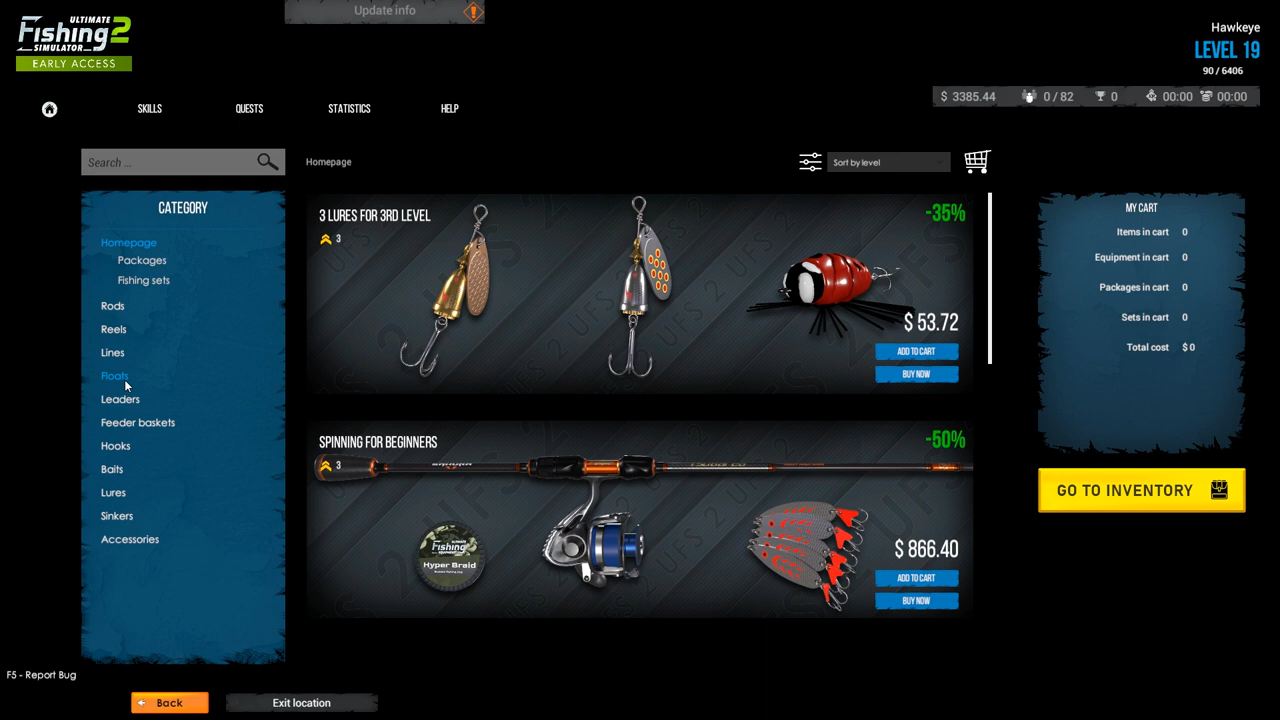 Update info
ULTIMATE
Fishing 2
SIMULATOR
EARLY ACCESS
Hawkeye
LEVEL 19
90 / 6406
$ 3385.44 0 / 82 0 00:00 00:00
SKILLS QUESTS STATISTICS HELP
Search ...
Homepage
Sort by level
CATEGORY
Homepage
Packages
Fishing sets
Rods
Reels
Lines
Floats
Leaders
Feeder baskets
Hooks
Baits
Lures
Sinkers
Accessories
3 LURES FOR 3RD LEVEL
-35%
3
$ 53.72
ADD TO CART
BUY NOW
SPINNING FOR BEGINNERS
-50%
3
ULTIMATE
Fishing
Hyper Braid
$ 866.40
ADD TO CART
BUY NOW
MY CART
Items in cart 0
Equipment in cart 0
Packages in cart 0
Sets in cart 0
Total cost $ 0
GO TO INVENTORY
F5 - Report Bug
Back
Exit location